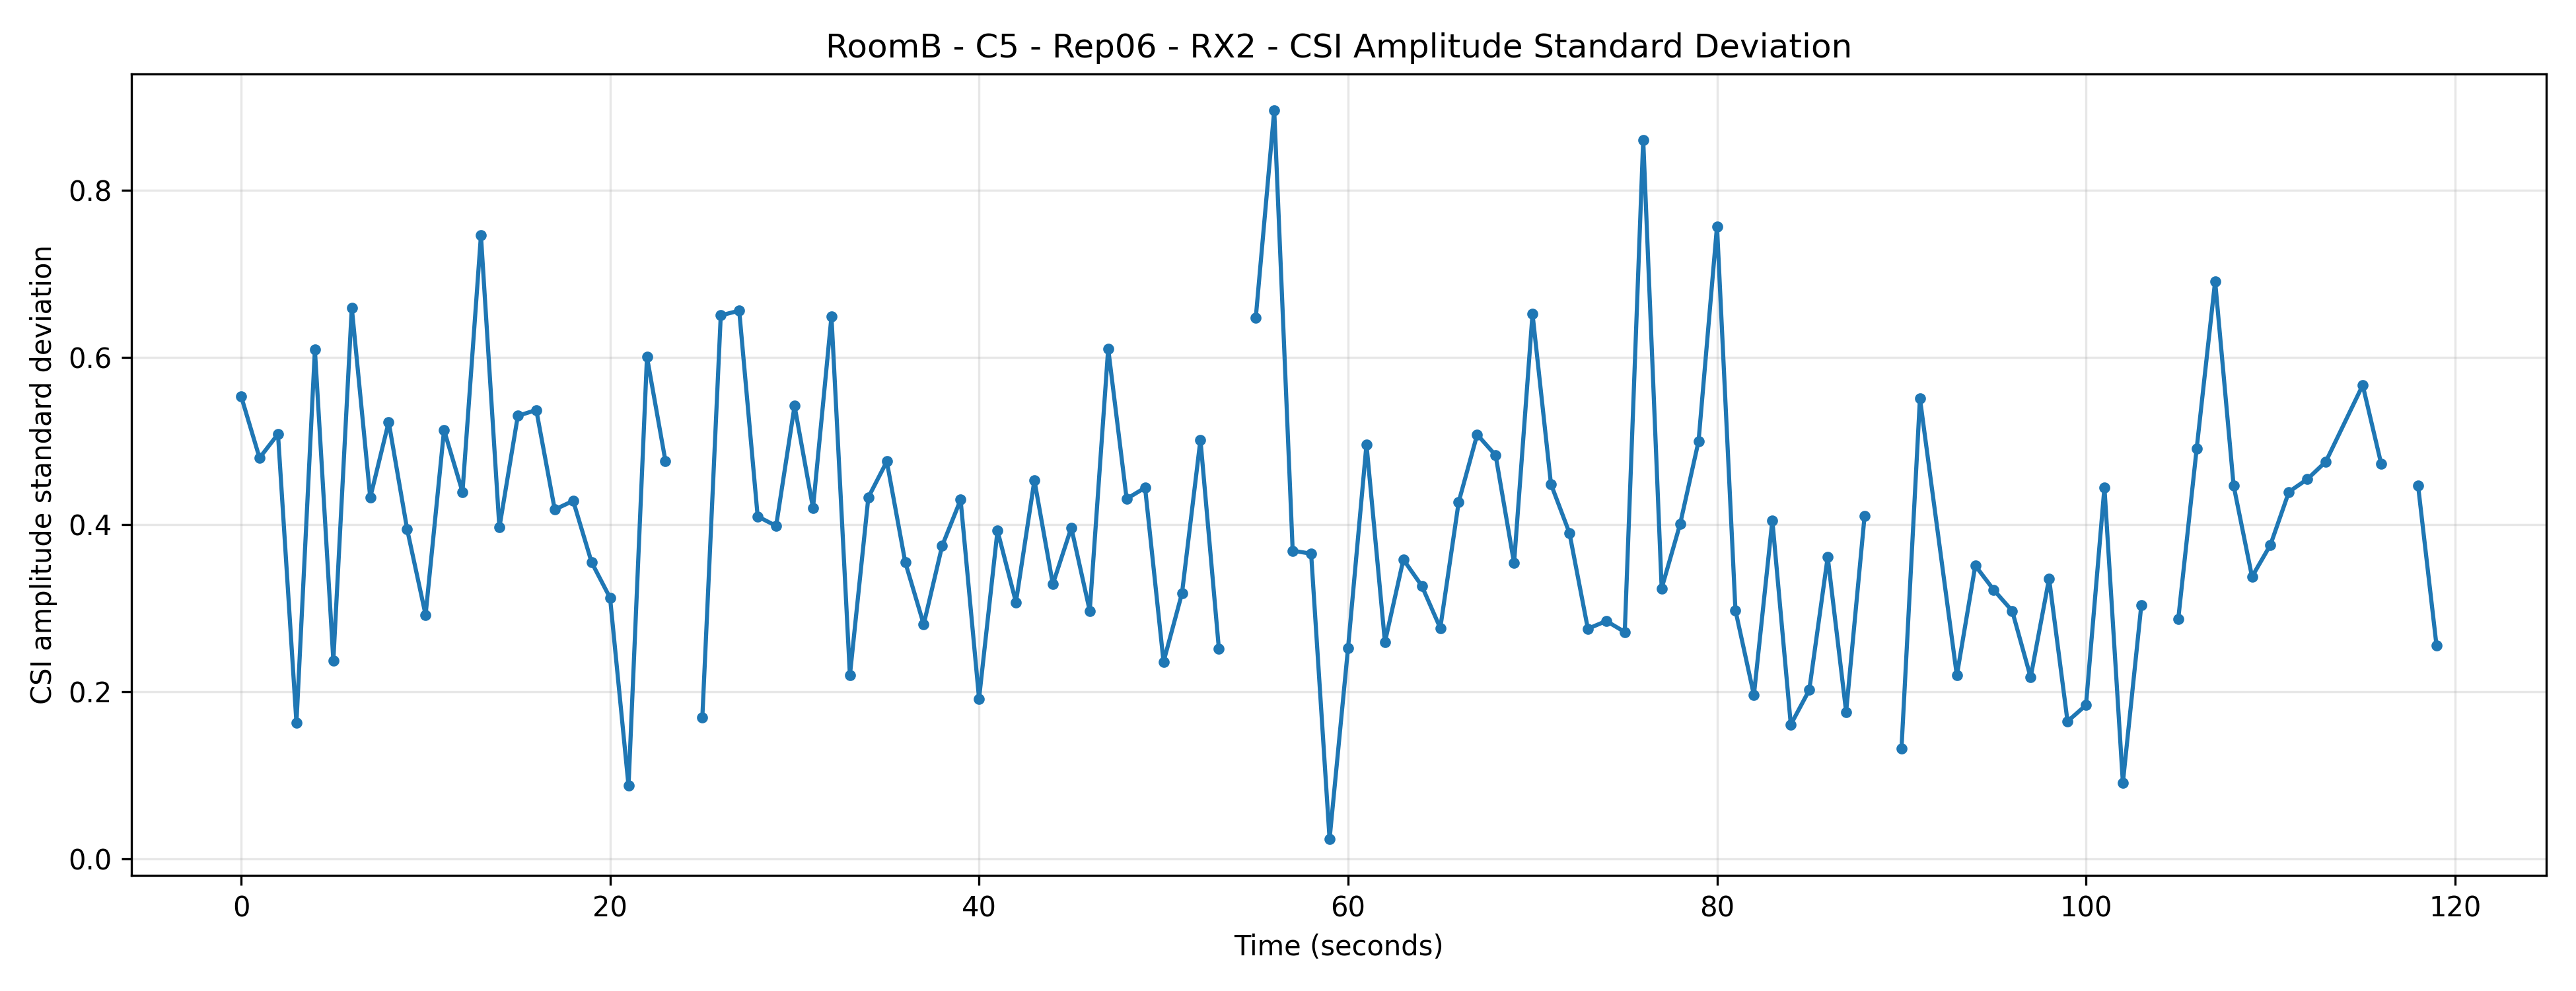 RoomB - C5 - Rep06 - RX2 - CSI Amplitude Standard Deviation
CSI amplitude standard deviation
0.8
0.6
0.4
0.2
0.0
0 20 40 60 80 100 120
Time (seconds)